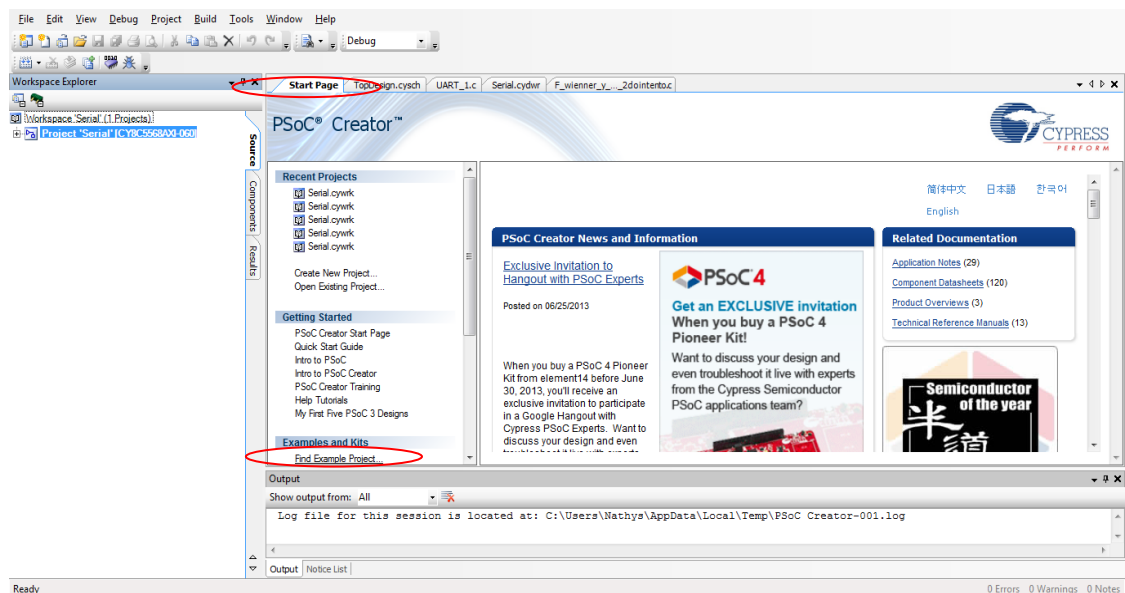 File Edit View Debug Project Build Tools Window Help
Debug
Workspace Explorer
Workspace 'Serial' (1 Projects)
Project 'Serial' [CY8C5568AXI-060]
Source
Components
Results
Start Page TopDesign.cysch UART_1.c Serial.cydwr F_wienner_y_..._2dointento.c
PSoC® Creator™
CYPRESS
PERFORM
Recent Projects
Serial.cywrk
Serial.cywrk
Serial.cywrk
Serial.cywrk
Serial.cywrk
Create New Project...
Open Existing Project...
Getting Started
PSoC Creator Start Page
Quick Start Guide
Intro to PSoC
Intro to PSoC Creator
PSoC Creator Training
Help Tutorials
My First Five PSoC 3 Designs
Examples and Kits
Find Example Project...
简体中文 日本語 한국어
English
PSoC Creator News and Information
Exclusive Invitation to
Hangout with PSoC Experts
Posted on 06/25/2013
When you buy a PSoC 4 Pioneer
Kit from element14 before June
30, 2013, you'll receive an
exclusive invitation to participate
in a Google Hangout with
Cypress PSoC Experts. Want to
discuss your design and even
PSoC 4
Get an EXCLUSIVE invitation
When you buy a PSoC 4
Pioneer Kit!
Want to discuss your design and
even troubleshoot it live with experts
from the Cypress Semiconductor
PSoC applications team?
Related Documentation
Application Notes (29)
Component Datasheets (120)
Product Overviews (3)
Technical Reference Manuals (13)
Semiconductor
of the year
半
Output
Show output from: All
Log file for this session is located at: C:\Users\Nathys\AppData\Local\Temp\PSoC Creator-001.log
Output Notice List
Ready
0 Errors 0 Warnings 0 Notes